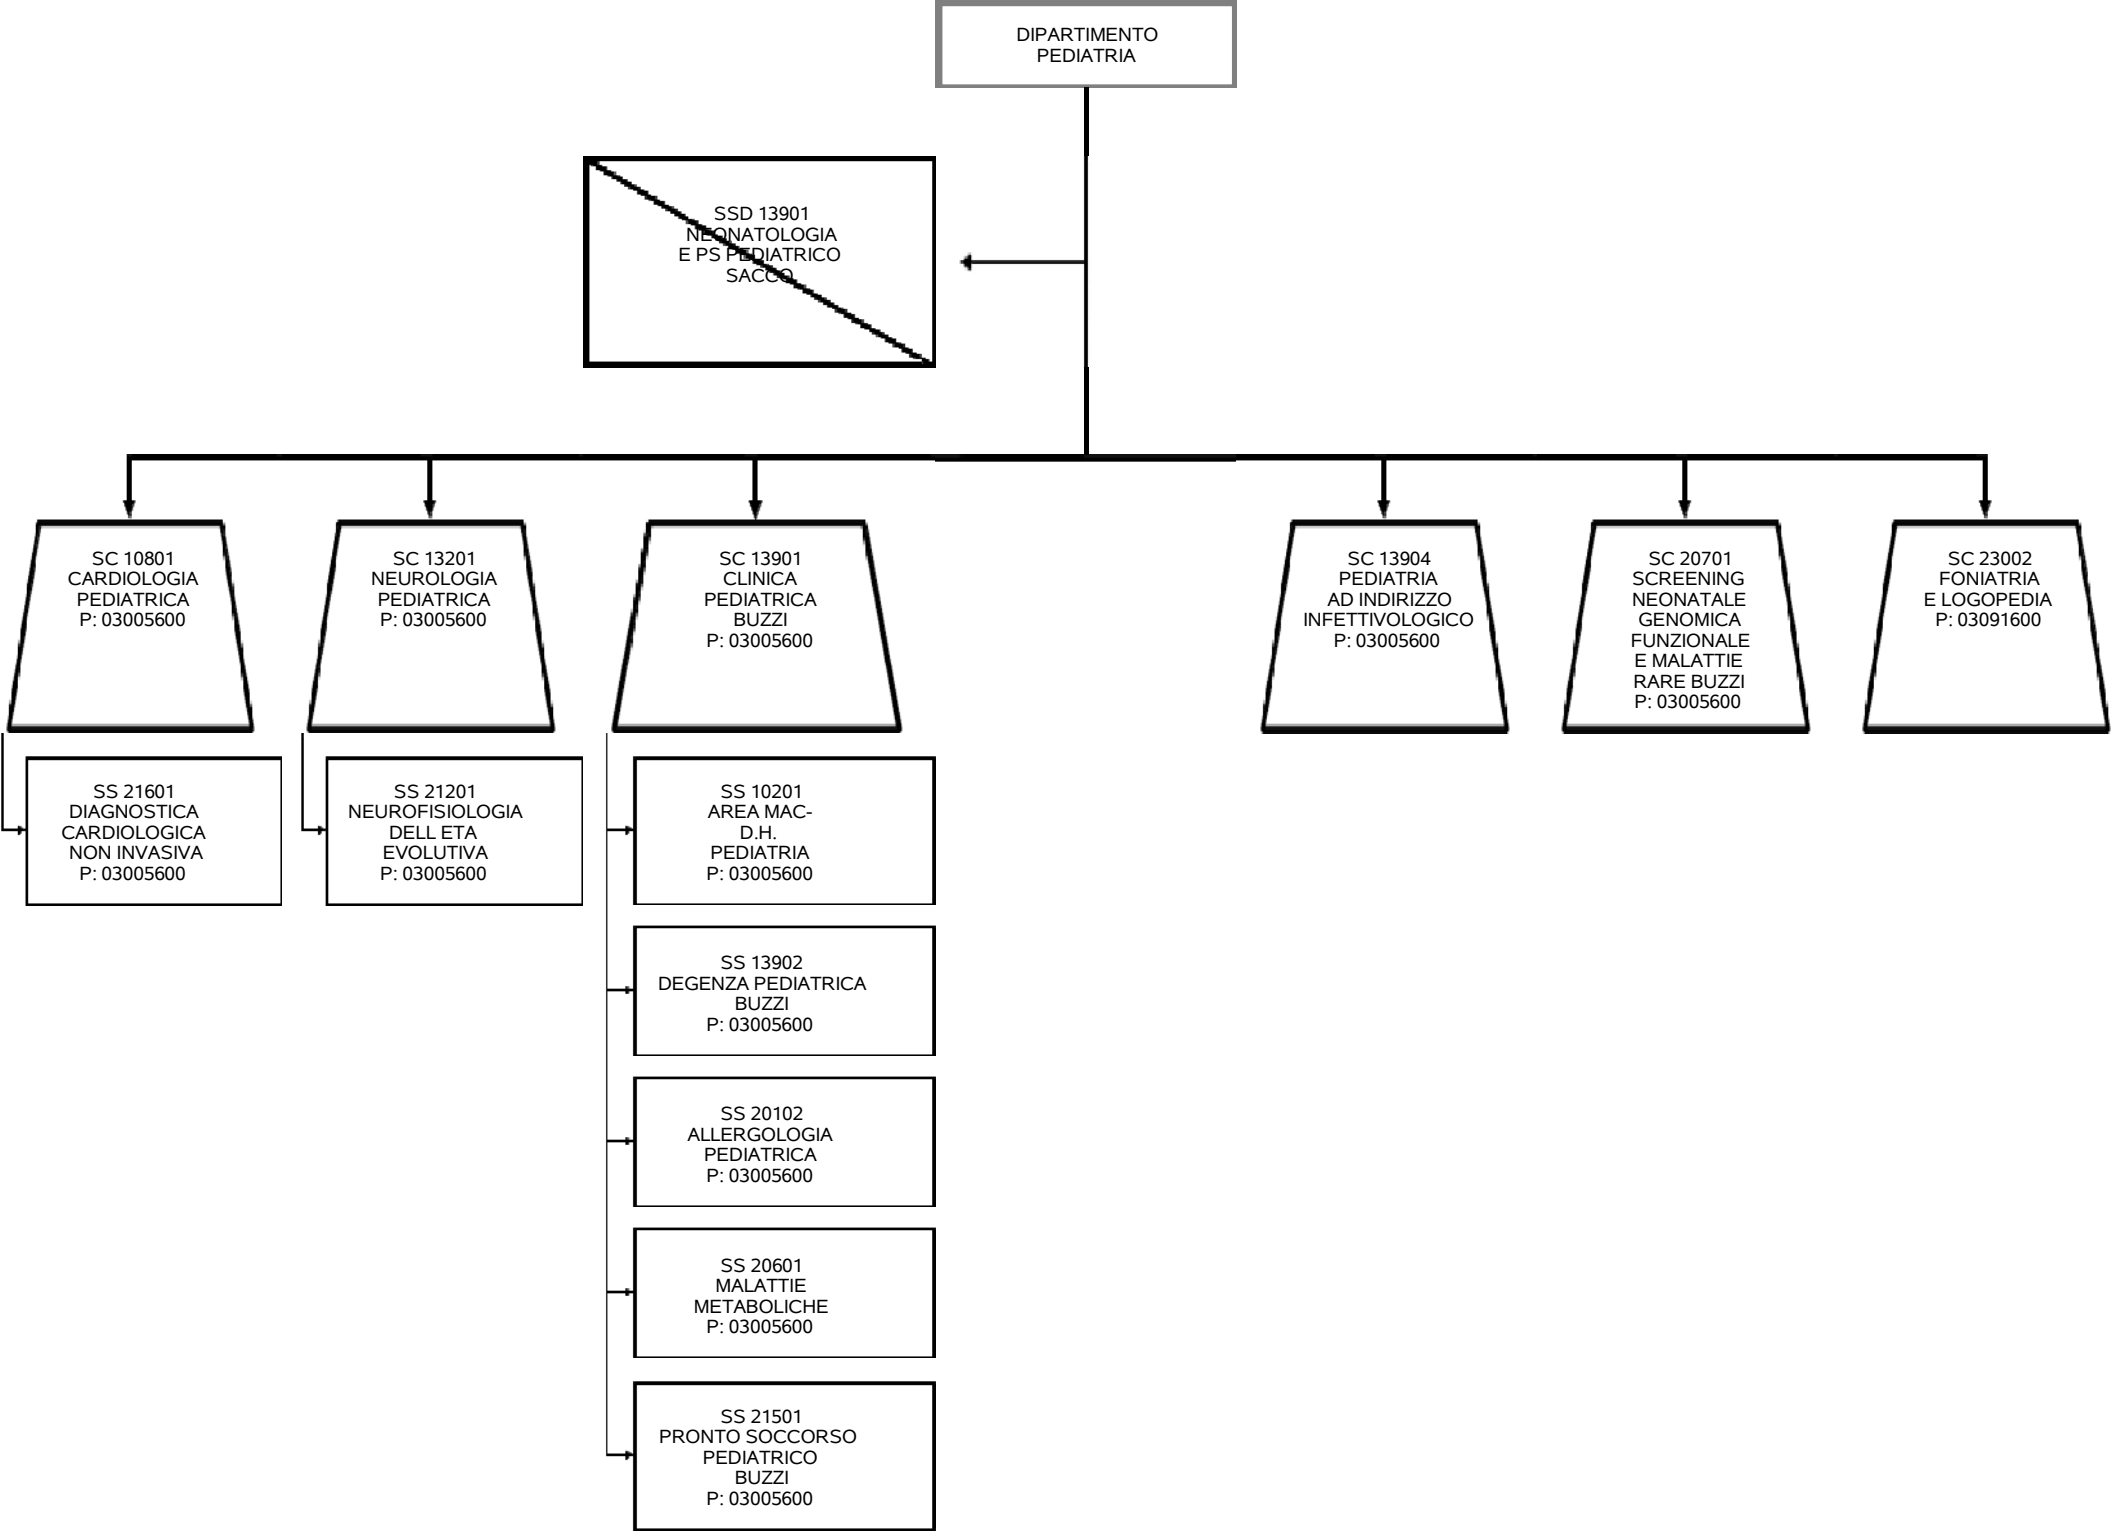 DIPARTIMENTO
PEDIATRIA
SSD 13901
NEONATOLOGIA
E PS PEDIATRICO
SACCO
SC 10801
CARDIOLOGIA
PEDIATRICA
P: 03005600
SC 13201
NEUROLOGIA
PEDIATRICA
P: 03005600
SC 13901
CLINICA
PEDIATRICA
BUZZI
P: 03005600
SC 13904
PEDIATRIA
AD INDIRIZZO
INFETTIVOLOGICO
P: 03005600
SC 20701
SCREENING
NEONATALE
GENOMICA
FUNZIONALE
E MALATTIE
RARE BUZZI
P: 03005600
SC 23002
FONIATRIA
E LOGOPEDIA
P: 03091600
SS 21601
DIAGNOSTICA
CARDIOLOGICA
NON INVASIVA
P: 03005600
SS 21201
NEUROFISIOLOGIA
DELL ETA
EVOLUTIVA
P: 03005600
SS 10201
AREA MAC-
D.H.
PEDIATRIA
P: 03005600
SS 13902
DEGENZA PEDIATRICA
BUZZI
P: 03005600
SS 20102
ALLERGOLOGIA
PEDIATRICA
P: 03005600
SS 20601
MALATTIE
METABOLICHE
P: 03005600
SS 21501
PRONTO SOCCORSO
PEDIATRICO
BUZZI
P: 03005600